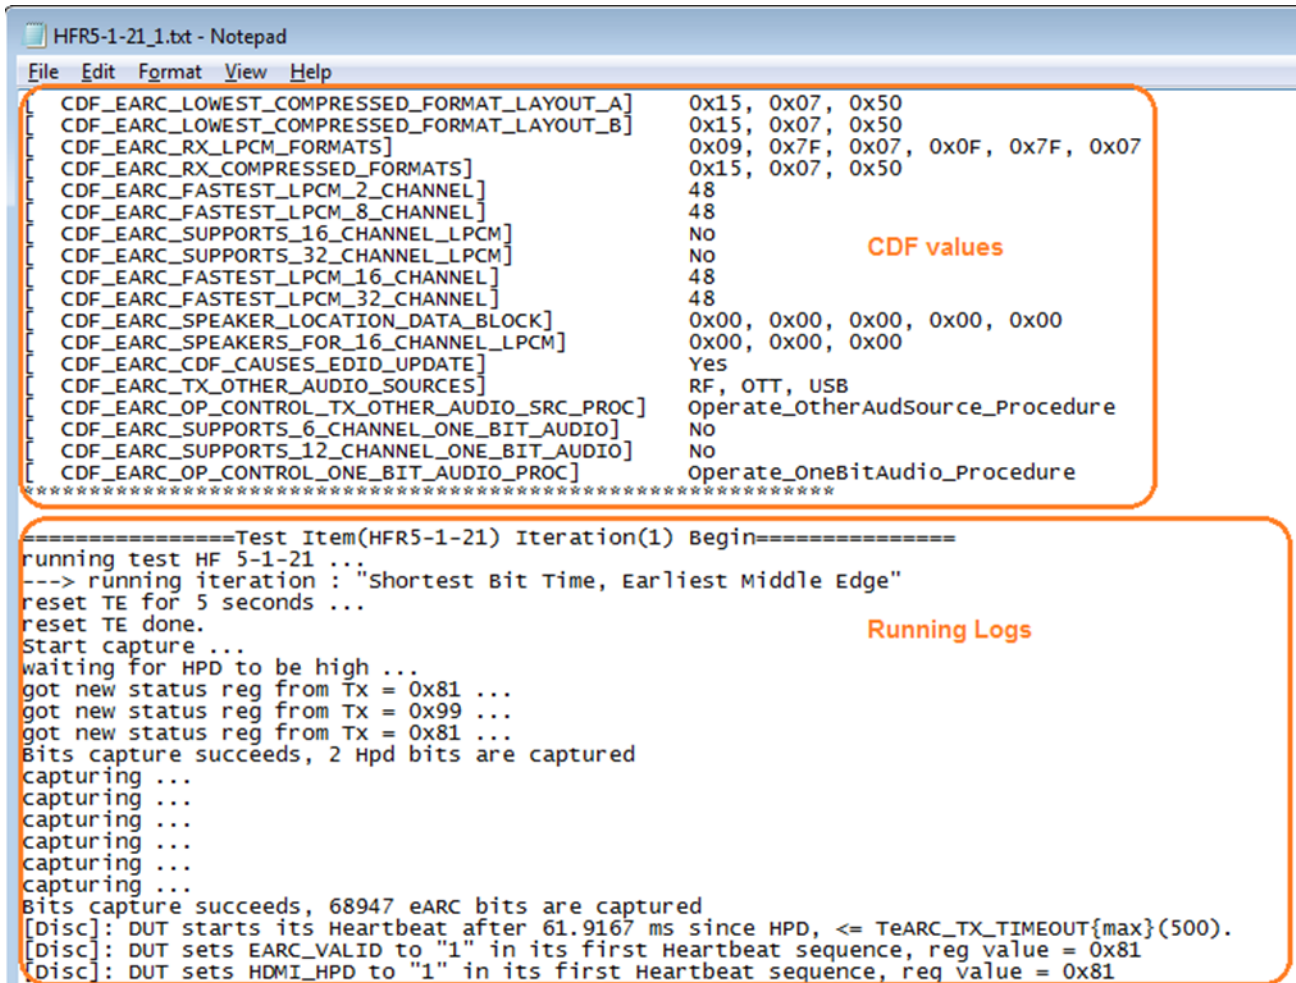 HFR5-1-21_1.txt - Notepad
File Edit Format View Help
[ CDF_EARC_LOWEST_COMPRESSED_FORMAT_LAYOUT_A] 0x15, 0x07, 0x50
[ CDF_EARC_LOWEST_COMPRESSED_FORMAT_LAYOUT_B] 0x15, 0x07, 0x50
[ CDF_EARC_RX_LPCM_FORMATS] 0x09, 0x7F, 0x07, 0x0F, 0x7F, 0x07
[ CDF_EARC_RX_COMPRESSED_FORMATS] 0x15, 0x07, 0x50
[ CDF_EARC_FASTEST_LPCM_2_CHANNEL] 48
[ CDF_EARC_FASTEST_LPCM_8_CHANNEL] 48
[ CDF_EARC_SUPPORTS_16_CHANNEL_LPCM] No
[ CDF_EARC_SUPPORTS_32_CHANNEL_LPCM] No
CDF values
[ CDF_EARC_FASTEST_LPCM_16_CHANNEL] 48
[ CDF_EARC_FASTEST_LPCM_32_CHANNEL] 48
[ CDF_EARC_SPEAKER_LOCATION_DATA_BLOCK] 0x00, 0x00, 0x00, 0x00, 0x00
[ CDF_EARC_SPEAKERS_FOR_16_CHANNEL_LPCM] 0x00, 0x00, 0x00
[ CDF_EARC_CDF_CAUSES_EDID_UPDATE] Yes
[ CDF_EARC_TX_OTHER_AUDIO_SOURCES] RF, OTT, USB
[ CDF_EARC_OP_CONTROL_TX_OTHER_AUDIO_SRC_PROC] Operate_OtherAudSource_Procedure
[ CDF_EARC_SUPPORTS_6_CHANNEL_ONE_BIT_AUDIO] No
[ CDF_EARC_SUPPORTS_12_CHANNEL_ONE_BIT_AUDIO] No
[ CDF_EARC_OP_CONTROL_ONE_BIT_AUDIO_PROC] Operate_OneBitAudio_Procedure
*************************************************************
================Test Item(HFR5-1-21) Iteration(1) Begin===============
running test HF 5-1-21 ...
---> running iteration : "Shortest Bit Time, Earliest Middle Edge"
reset TE for 5 seconds ...
reset TE done.
Running Logs
Start capture ...
waiting for HPD to be high ...
got new status reg from Tx = 0x81 ...
got new status reg from Tx = 0x99 ...
got new status reg from Tx = 0x81 ...
Bits capture succeeds, 2 Hpd bits are captured
capturing ...
capturing ...
capturing ...
capturing ...
capturing ...
capturing ...
Bits capture succeeds, 68947 eARC bits are captured
[Disc]: DUT starts its Heartbeat after 61.9167 ms since HPD, <= TeARC_TX_TIMEOUT{max}(500).
[Disc]: DUT sets EARC_VALID to "1" in its first Heartbeat sequence, reg value = 0x81
[Disc]: DUT sets HDMI_HPD to "1" in its first Heartbeat sequence, reg value = 0x81